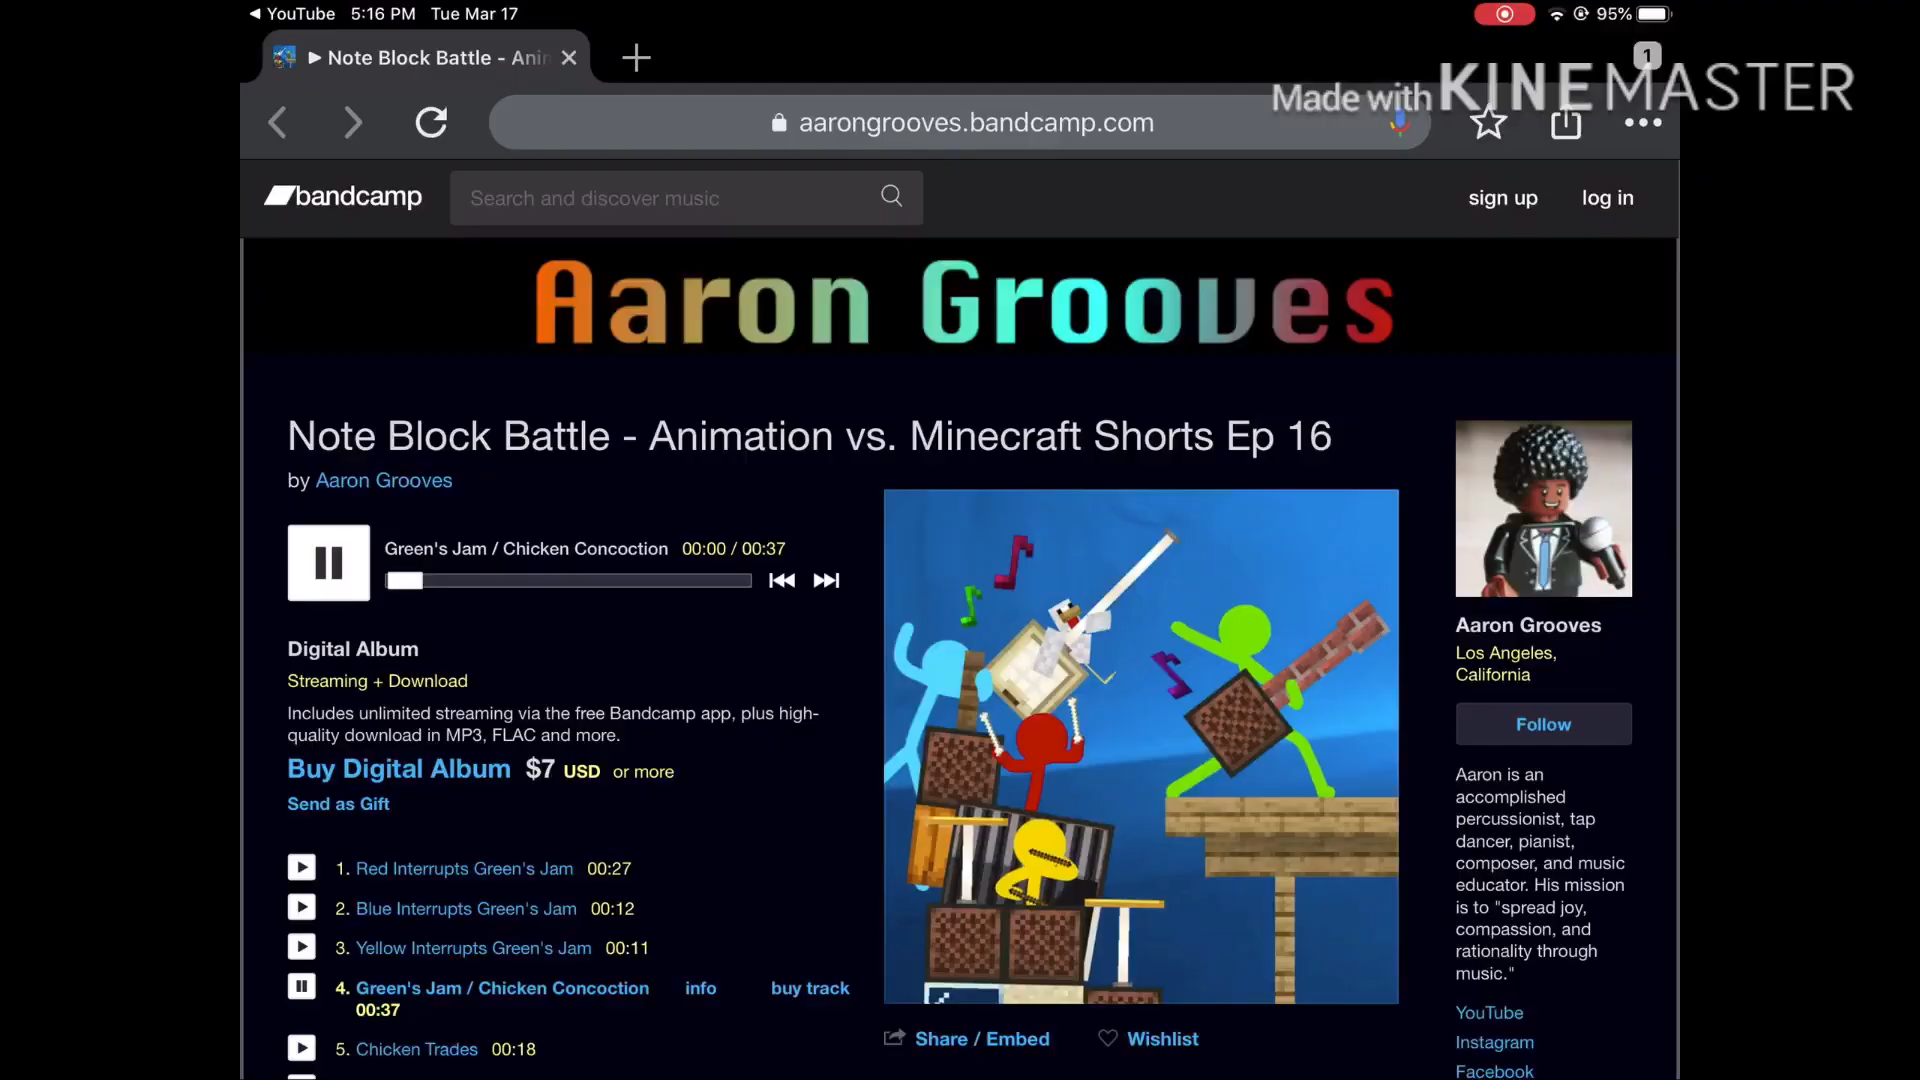 YouTube 5:16 PM Tue Mar 17
95%
Note Block Battle - Ani
1
Made with KINEMASTER
aarongrooves.bandcamp.com
bandcamp
Search and discover music
sign up
log in
Aaron Grooves
Note Block Battle - Animation vs. Minecraft Shorts Ep 16
by Aaron Grooves
Green's Jam / Chicken Concoction 00:00 / 00:37
Digital Album
Streaming + Download
Includes unlimited streaming via the free Bandcamp app, plus high-
quality download in MP3, FLAC and more.
Buy Digital Album $7 USD or more
Send as Gift
1. Red Interrupts Green's Jam 00:27
2. Blue Interrupts Green's Jam 00:12
3. Yellow Interrupts Green's Jam 00:11
4. Green's Jam / Chicken Concoction info buy track
00:37
5. Chicken Trades 00:18
Share / Embed
Wishlist
Aaron Grooves
Los Angeles,
California
Follow
Aaron is an
accomplished
percussionist, tap
dancer, pianist,
composer, and music
educator. His mission
is to "spread joy,
compassion, and
rationality through
music."
YouTube
Instagram
Facebook